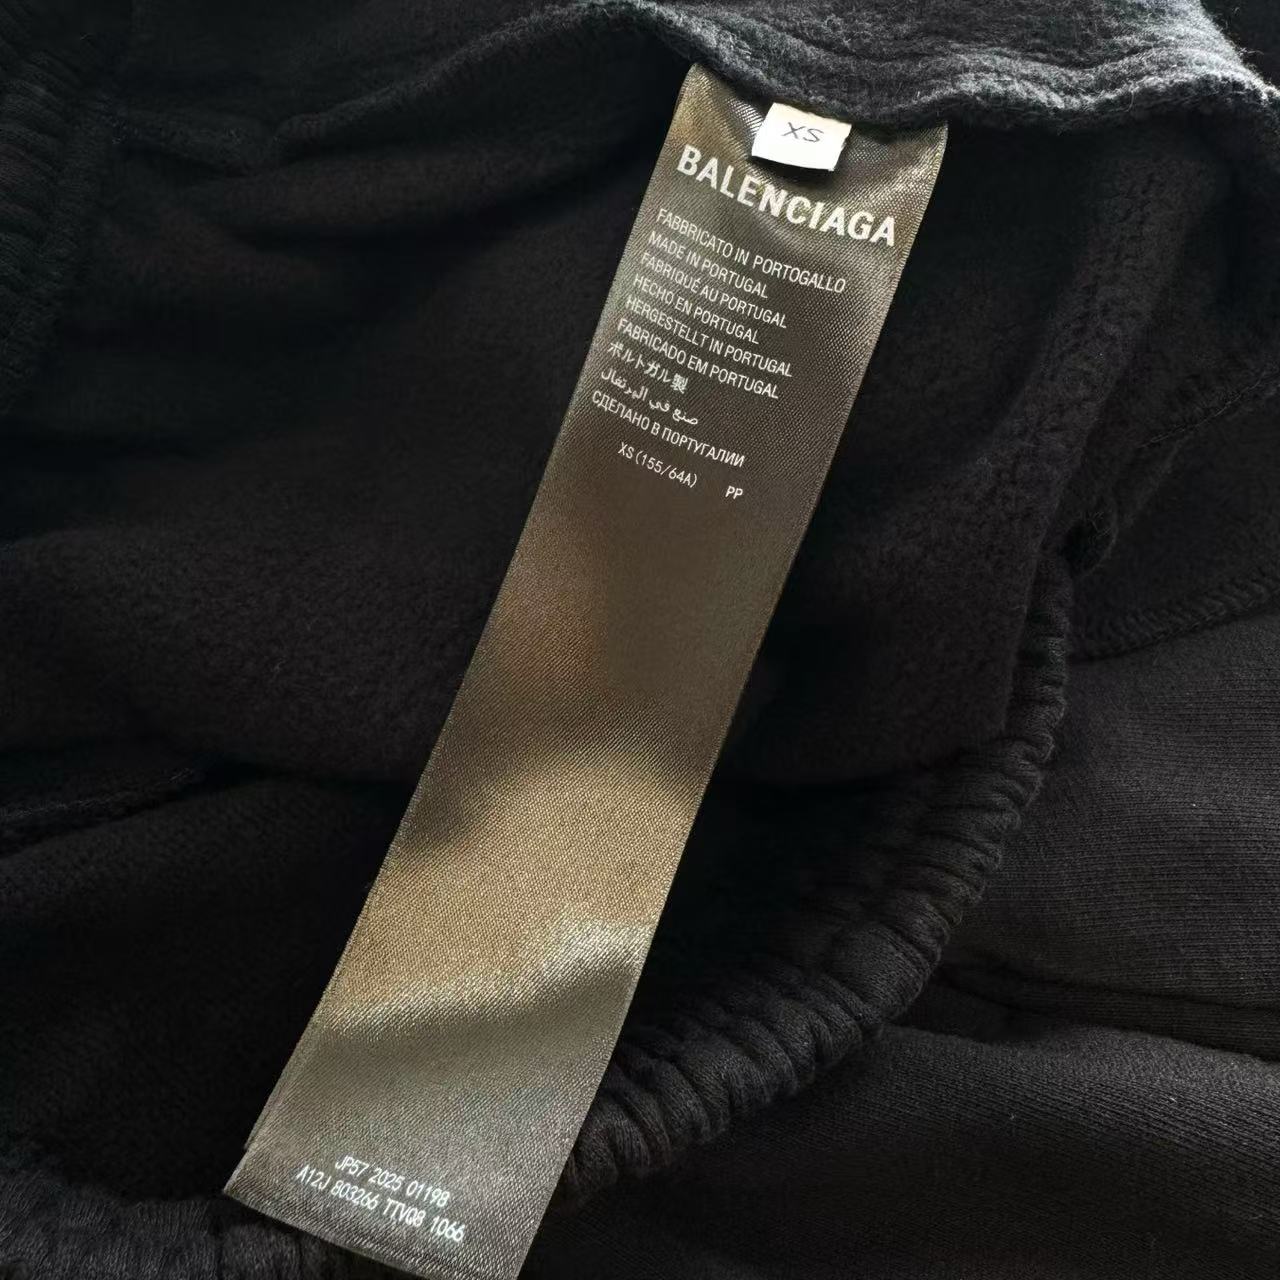 XS
BALENCIAGA
FABBRICATO IN PORTOGALLO
MADE IN PORTUGAL
FABRIQUÉ AU PORTUGAL
HECHO EN PORTUGAL
HERGESTELLT IN PORTUGAL
FABRICADO EM PORTUGAL
ポルトガル製
صنع في البرتغال
СДЕЛАНО В ПОРТУГАЛИИ
XS (155/64A) PP
JP57 2025 01198
A12J 803266 TTVQ8 1066